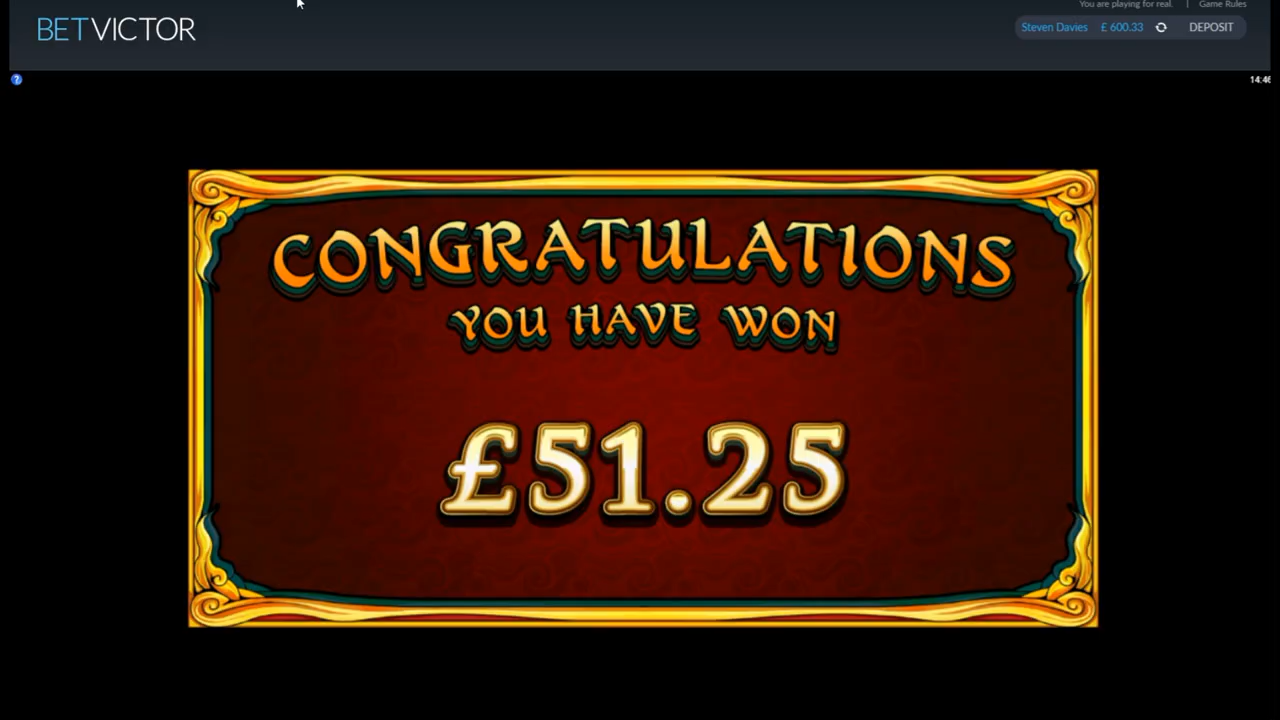 You are playing for real. | Game Rules
BETVICTOR
Steven Davies £ 600.33 DEPOSIT
?
14:46
CONGRATULATIONS
YOU HAVE WON
£51.25